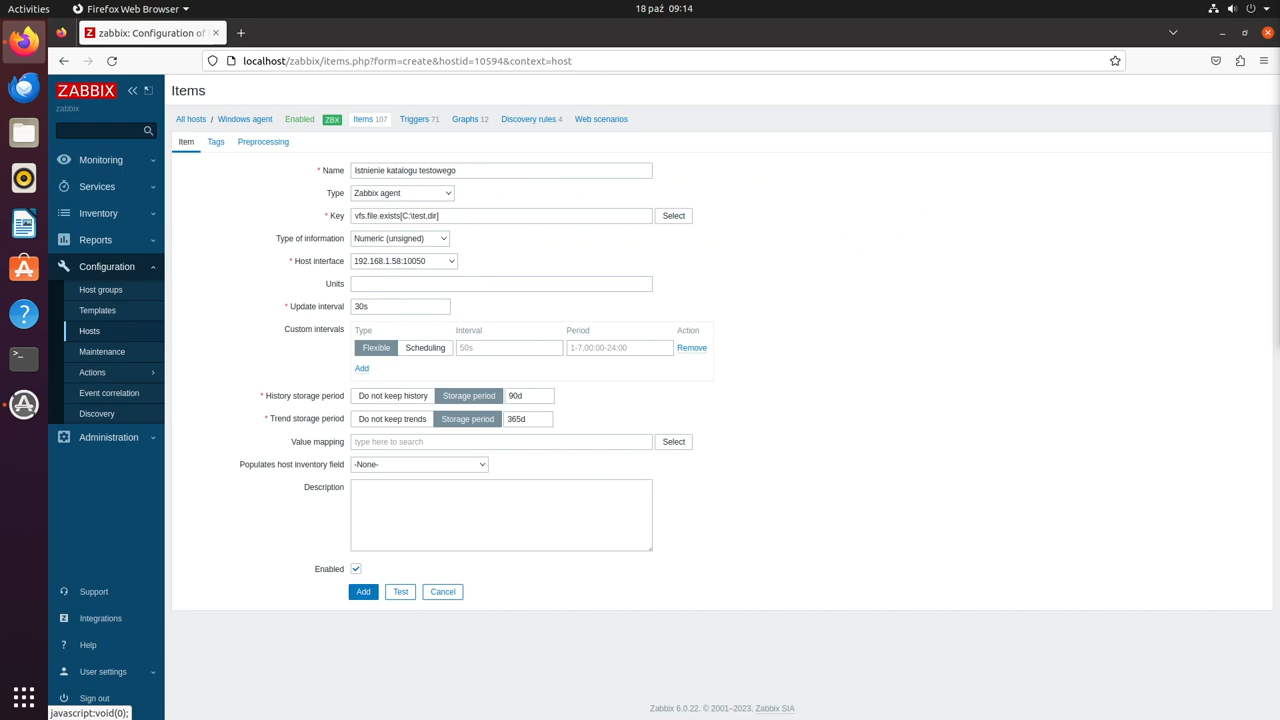 Activities
Firefox Web Browser
18 paź 09:14
zabbix: Configuration of
localhost/zabbix/items.php?form=create&hostid=10594&context=host
ZABBIX
zabbix
Monitoring
Services
Inventory
Reports
Configuration
Host groups
Templates
Hosts
Maintenance
Actions
Event correlation
Discovery
Administration
Support
Integrations
Help
User settings
Sign out
javascript:void(0);
Items
All hosts / Windows agent Enabled ZBX Items 107 Triggers 71 Graphs 12 Discovery rules 4 Web scenarios
Item Tags Preprocessing
* Name Istnienie katalogu testowego
Type Zabbix agent
* Key vfs.file.exists[C:\test,dir] Select
Type of information Numeric (unsigned)
* Host interface 192.168.1.58:10050
Units
* Update interval 30s
Custom intervals Type Interval Period Action
Flexible Scheduling 50s 1-7,00:00-24:00 Remove
Add
* History storage period Do not keep history Storage period 90d
* Trend storage period Do not keep trends Storage period 365d
Value mapping type here to search Select
Populates host inventory field -None-
Description
Enabled
Add Test Cancel
Zabbix 6.0.22. © 2001–2023, Zabbix SIA